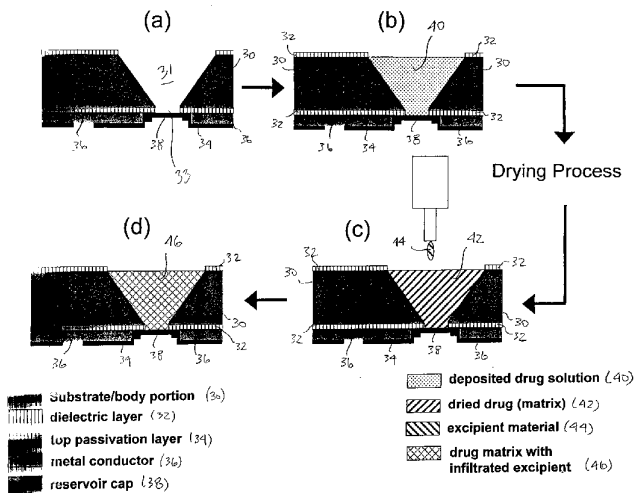 (a)
30
31
36
38
33
34
36
(b)
32
40
32
30
30
32
32
36
34
38
36
Drying Process
(c)
44
32
42
32
30
30
32
32
36
34
38
36
(d)
46
32
30
32
36
34
38
36
Substrate/body portion (30)
dielectric layer (32)
top passivation layer (34)
metal conductor (36)
reservoir cap (38)
deposited drug solution (40)
dried drug (matrix) (42)
excipient material (44)
drug matrix with
infiltrated excipient (46)